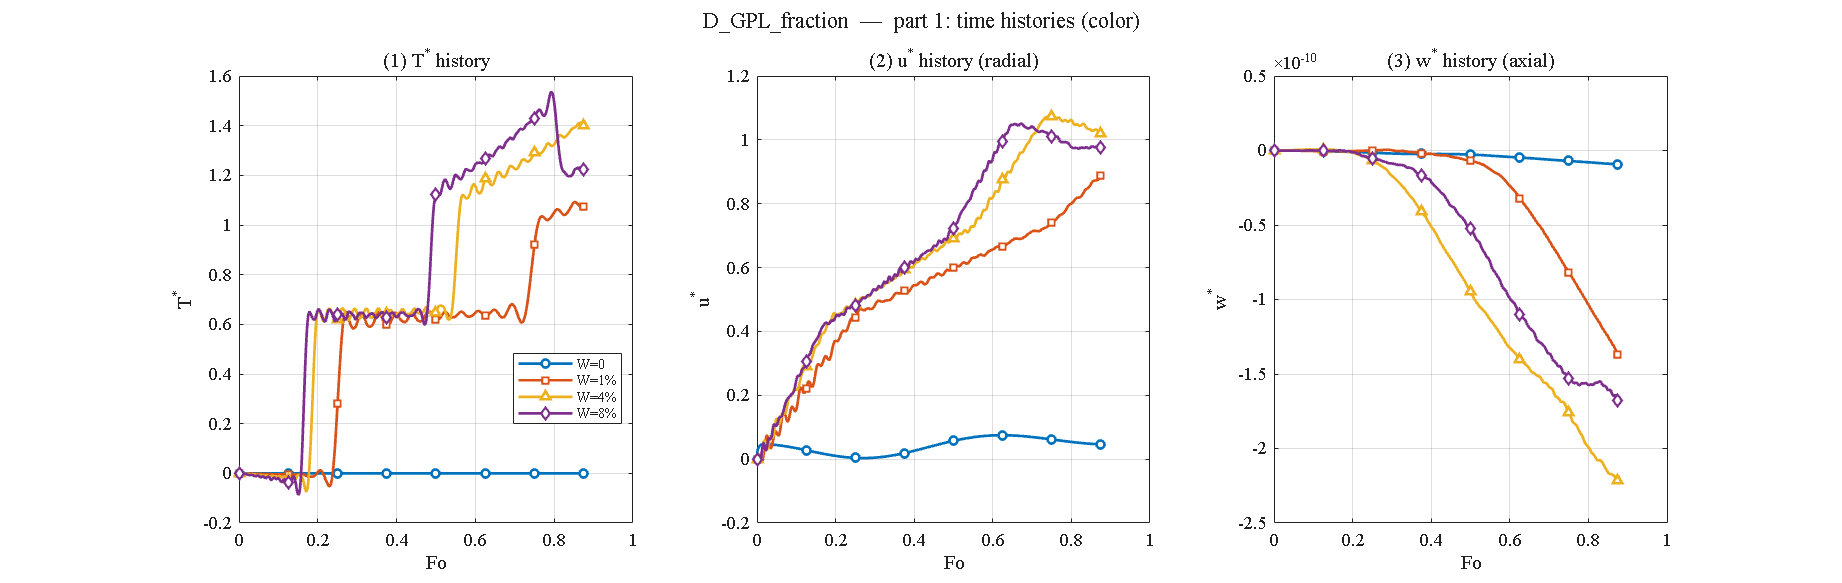 D_GPL_fraction — part 1: time histories (color)
(1) T* history
1.6
1.4
1.2
1
0.8
0.6
0.4
0.2
0
-0.2
T*
0 0.2 0.4 0.6 0.8 1
Fo
W=0
W=1%
W=4%
W=8%
(2) u* history (radial)
1.2
1
0.8
0.6
0.4
0.2
0
-0.2
u*
0 0.2 0.4 0.6 0.8 1
Fo
(3) w* history (axial)
×10^-10
0.5
0
-0.5
-1
-1.5
-2
-2.5
w*
0 0.2 0.4 0.6 0.8 1
Fo